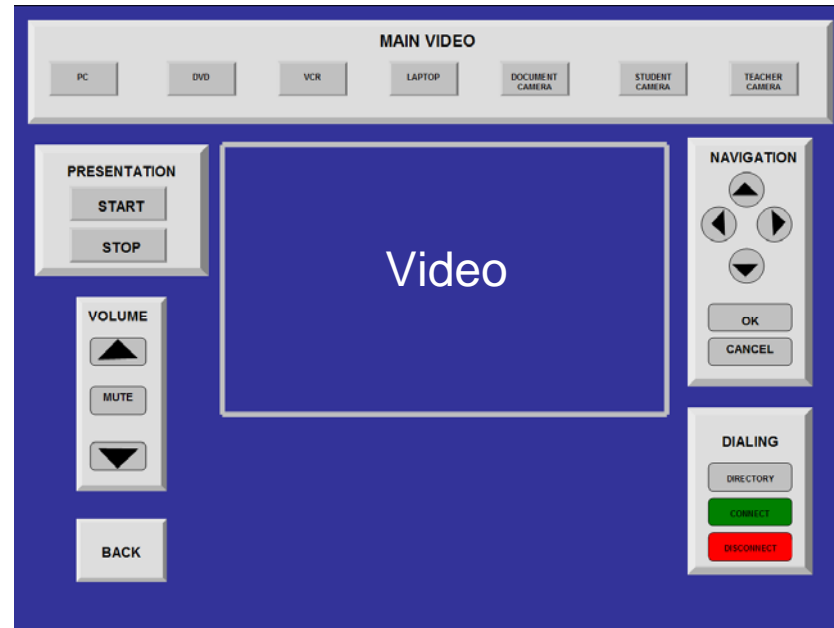 MAIN VIDEO
PC
DVD
VCR
LAPTOP
DOCUMENT
CAMERA
STUDENT
CAMERA
TEACHER
CAMERA
PRESENTATION
START
STOP
Video
NAVIGATION
OK
CANCEL
VOLUME
MUTE
DIALING
DIRECTORY
CONNECT
DISCONNECT
BACK